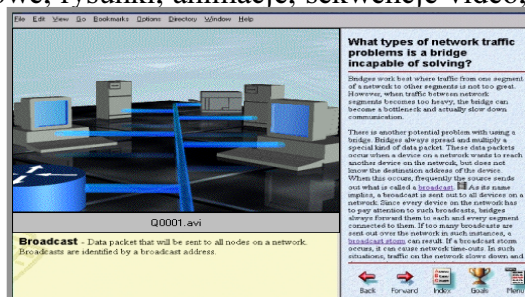 owe, rysunki, animacje, sekwencje video,
File Edit View Go Bookmarks Options Directory Window Help
Q0001.avi
Broadcast - Data packet that will be sent to all nodes on a network.
Broadcasts are identified by a broadcast address.
What types of network traffic
problems is a bridge
incapable of solving?
Bridges work best where traffic from one segment
of a network to other segments is not too great.
However, when traffic between network
segments becomes too heavy, the bridge can
become a bottleneck and actually slow down
communication.
There is another potential problem with using a
bridge. Bridges always spread and multiply a
special kind of data packet. These data packets
occur when a device on a network wants to reach
another device on the network, but does not
know the destination address of the device.
When this occurs, frequently the source sends
out what is called a broadcast. As its name
implies, a broadcast is sent out to all devices on a
network. Since every device on the network has
to pay attention to such broadcasts, bridges
always forward them to each and every segment
connected to them. If too many broadcasts are
sent out over the network in such instances, a
broadcast storm can result. If a broadcast storm
occurs, it can cause network time-outs. In such
situations, traffic on the network slows down and
Back Forward Index Goals Menu